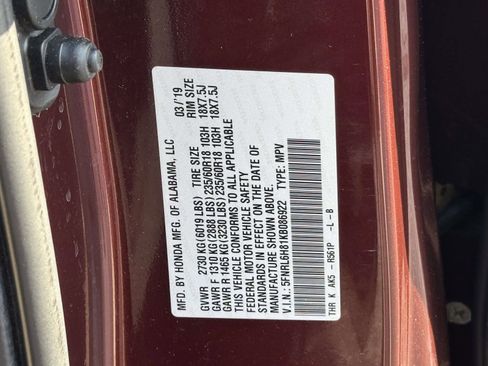 MFD. BY HONDA MFG. OF ALABAMA, LLC 03/'19
GVWR 2730 KG(6019 LBS) TIRE SIZE RIM SIZE
GAWR F 1310 KG(2888 LBS)235/60R18 103H 18X7.5J
GAWR R 1465 KG(3230 LBS)235/60R18 103H 18X7.5J
THIS VEHICLE CONFORMS TO ALL APPLICABLE
FEDERAL MOTOR VEHICLE SAFETY
STANDARDS IN EFFECT ON THE DATE OF
MANUFACTURE SHOWN ABOVE.
V.I.N.: 5FNRL6H81KB086922 TYPE: MPV
THR K AK5 - R561P -L-B